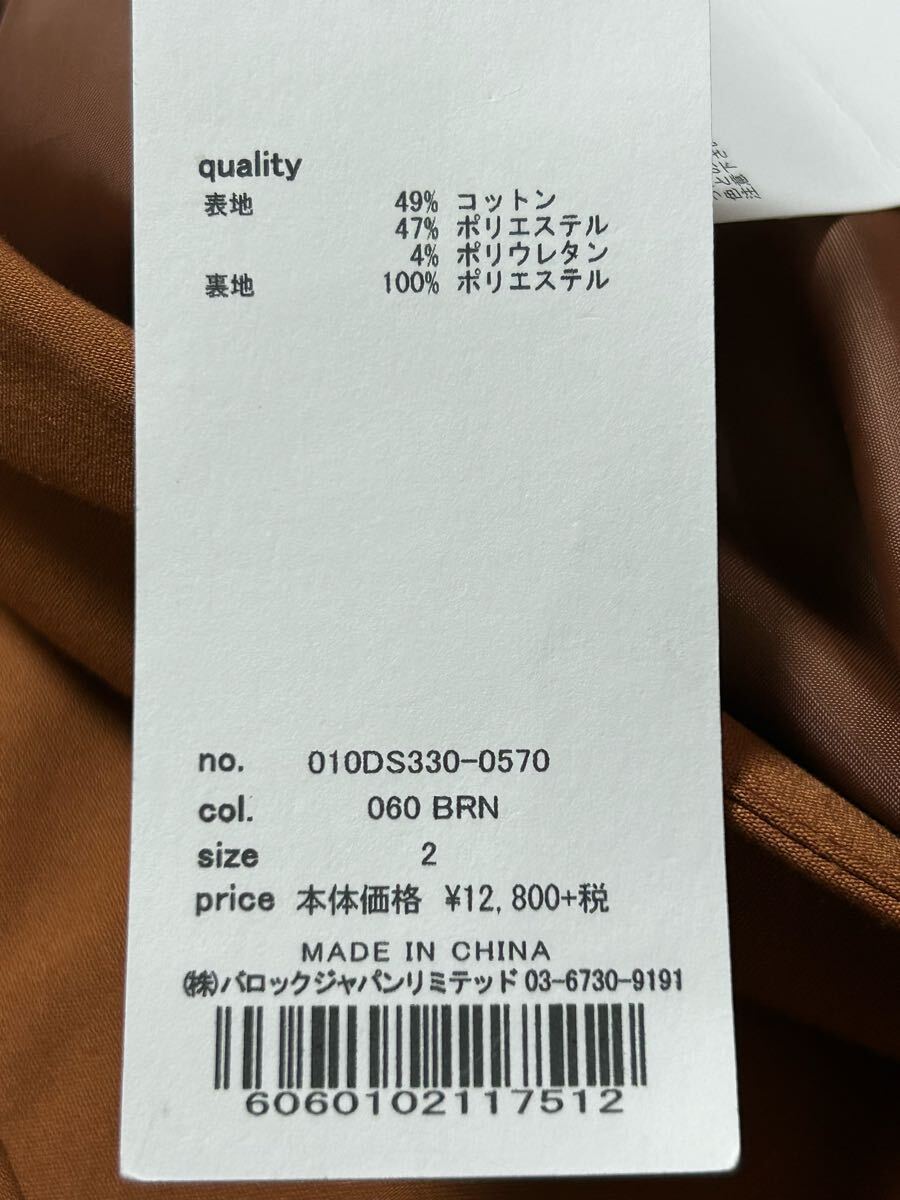 quality
表地 49% コットン
47% ポリエステル
4% ポリウレタン
裏地 100% ポリエステル
no. 010DS330-0570
col. 060 BRN
size 2
price 本体価格 ¥12,800+税
MADE IN CHINA
㈱バロックジャパンリミテッド 03-6730-9191
6060102117512